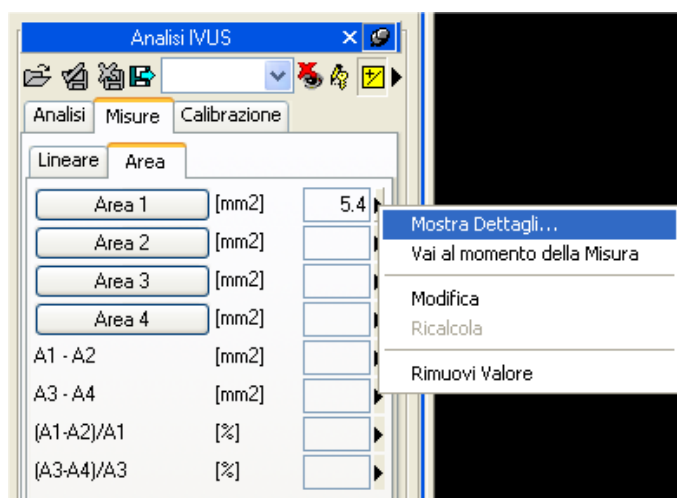 Analisi IVUS
Analisi Misure Calibrazione
Lineare Area
Area 1 [mm2] 5.4
Mostra Dettagli...
Area 2 [mm2]
Vai al momento della Misura
Area 3 [mm2]
Modifica
Area 4 [mm2]
Ricalcola
A1 - A2 [mm2]
Rimuovi Valore
A3 - A4 [mm2]
(A1-A2)/A1 [%]
(A3-A4)/A3 [%]